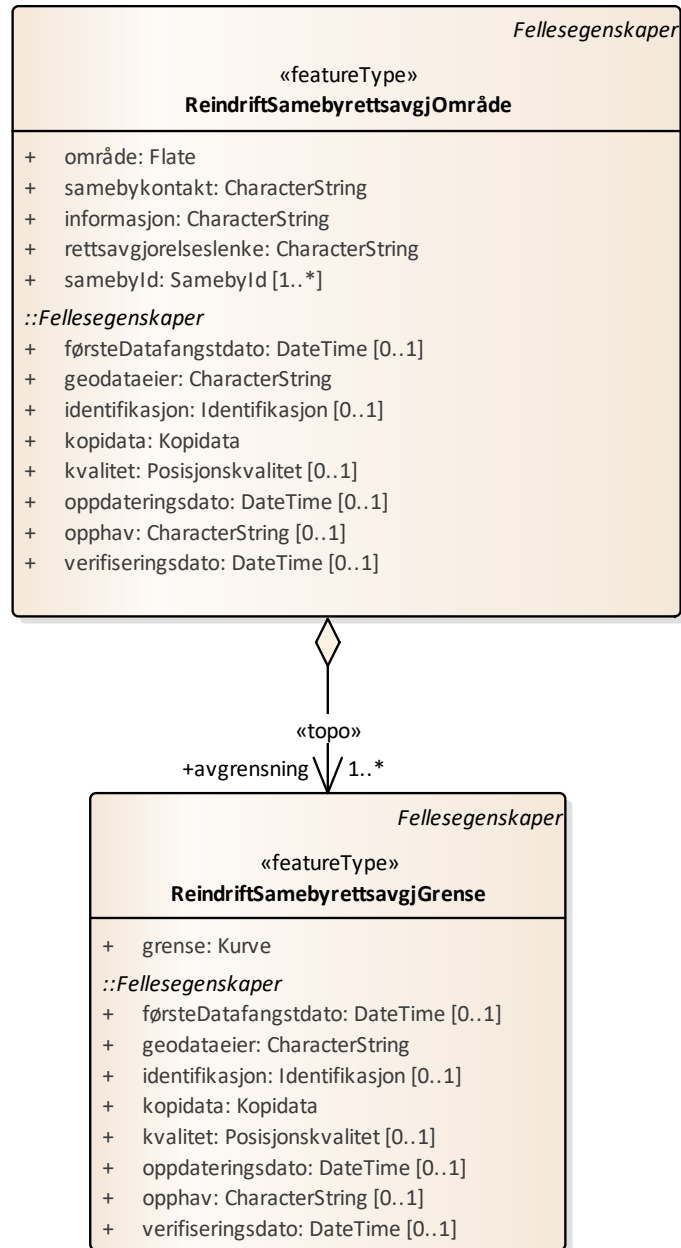 Fellesegenskaper
«featureType»
ReindriftSamebyrettsavgjOmråde
+ område: Flate
+ samebykontakt: CharacterString
+ informasjon: CharacterString
+ rettsavgjorelseslenke: CharacterString
+ samebyId: SamebyId [1..*]
::Fellesegenskaper
+ førsteDatafangstdato: DateTime [0..1]
+ geodataeier: CharacterString
+ identifikasjon: Identifikasjon [0..1]
+ kopidata: Kopidata
+ kvalitet: Posisjonskvalitet [0..1]
+ oppdateringsdato: DateTime [0..1]
+ opphav: CharacterString [0..1]
+ verifiseringsdato: DateTime [0..1]
«topo»
+avgrensning 1..*
Fellesegenskaper
«featureType»
ReindriftSamebyrettsavgjGrense
+ grense: Kurve
::Fellesegenskaper
+ førsteDatafangstdato: DateTime [0..1]
+ geodataeier: CharacterString
+ identifikasjon: Identifikasjon [0..1]
+ kopidata: Kopidata
+ kvalitet: Posisjonskvalitet [0..1]
+ oppdateringsdato: DateTime [0..1]
+ opphav: CharacterString [0..1]
+ verifiseringsdato: DateTime [0..1]